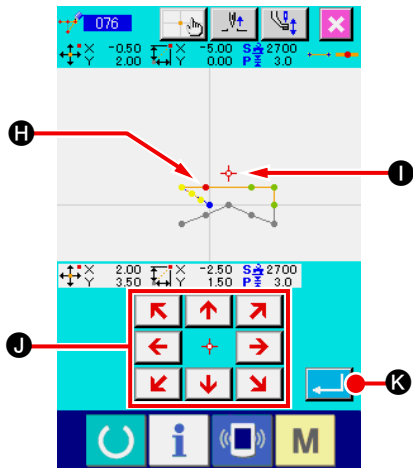 076
X -0.50 X -5.00 S 2700
Y 2.00 Y 0.00 P 3.0
H
I
X 2.00 X -2.50 S 2700
Y 3.50 Y 1.50 P 3.0
J
K
i M